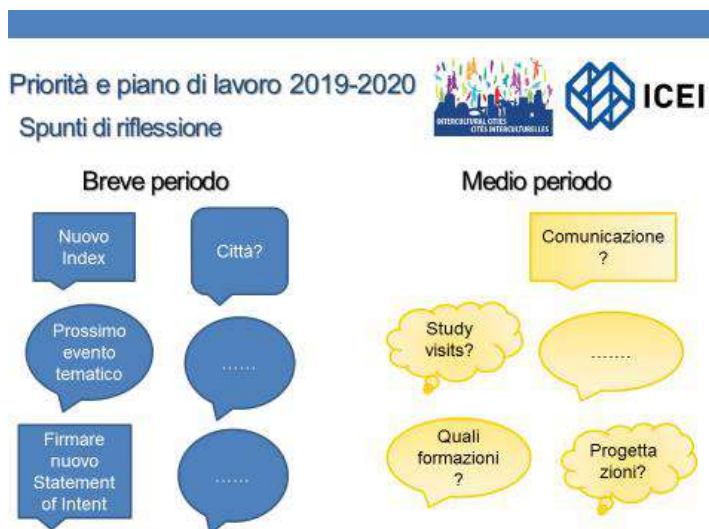 Priorità e piano di lavoro 2019-2020
Spunti di riflessione
INTERCULTURAL CITIES
CITÉS INTERCULTURELLES
ICEI
Breve periodo
Medio periodo
Nuovo
Index
Città?
Comunicazione
?
Prossimo
evento
tematico
......
Study
visits?
.......
Firmare
nuovo
Statement
of Intent
......
Quali
formazioni
?
Progetta
zioni?